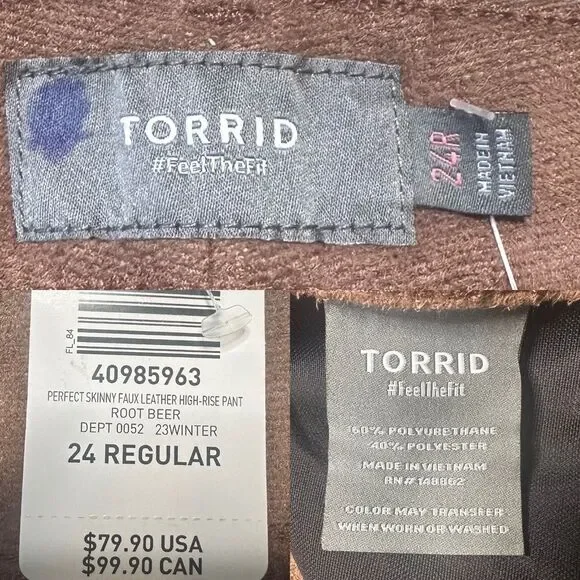 TORRID
#FeelTheFit
24R
MADE IN
VIETNAM
FL_84
40985963
PERFECT SKINNY FAUX LEATHER HIGH-RISE PANT
ROOT BEER
DEPT 0052 23WINTER
24 REGULAR
$79.90 USA
$99.90 CAN
TORRID
#FeelTheFit
60% POLYURETHANE
40% POLYESTER
MADE IN VIETNAM
RN# 148862
COLOR MAY TRANSFER
WHEN WORN OR WASHED